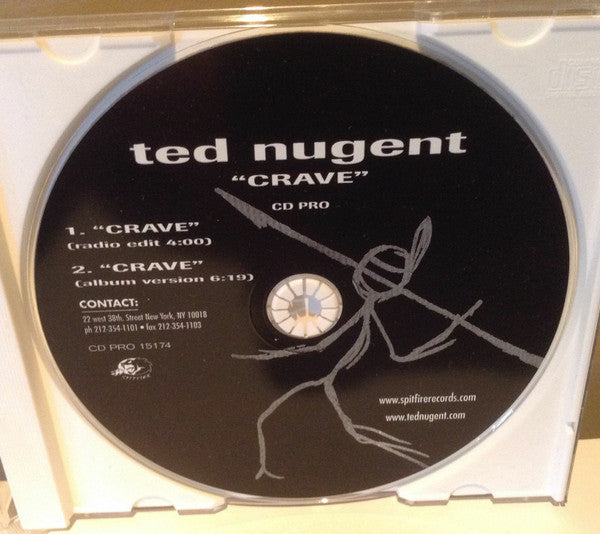 ted nugent
"CRAVE"
CD PRO
1. "CRAVE"
(radio edit 4:00)
2. "CRAVE"
(album version 6:19)
CONTACT:
22 west 38th. Street New York, NY 10018
ph 212-354-1101 • fax 212-354-1103
CD PRO 15174
SPITFIRE
www.spitfirerecords.com
www.tednugent.com
disc